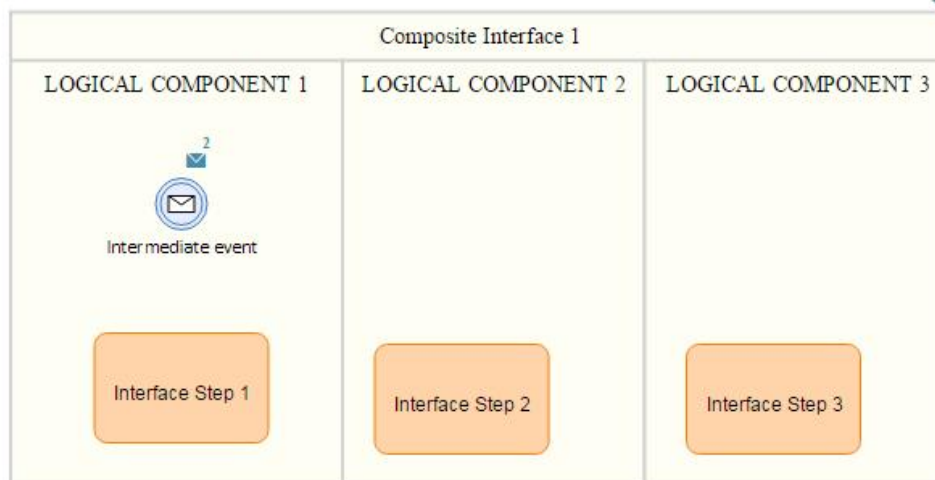 Composite Interface 1
LOGICAL COMPONENT 1
LOGICAL COMPONENT 2
LOGICAL COMPONENT 3
2
Intermediate event
Interface Step 1
Interface Step 2
Interface Step 3